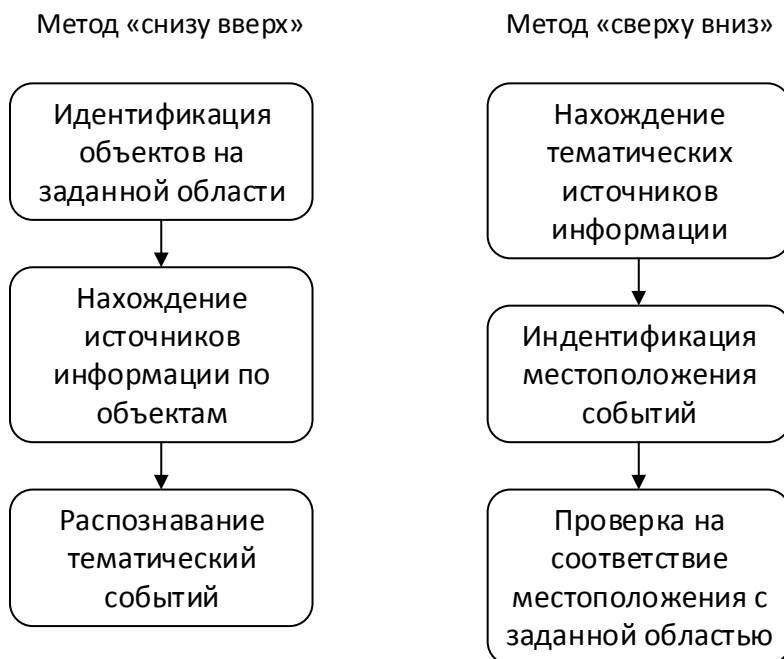 Метод «снизу вверх»
Идентификация
объектов на
заданной области
Нахождение
источников
информации по
объектам
Распознавание
тематический
событий
Метод «сверху вниз»
Нахождение
тематических
источников
информации
Индентификация
местоположения
событий
Проверка на
соответствие
местоположения с
заданной областью